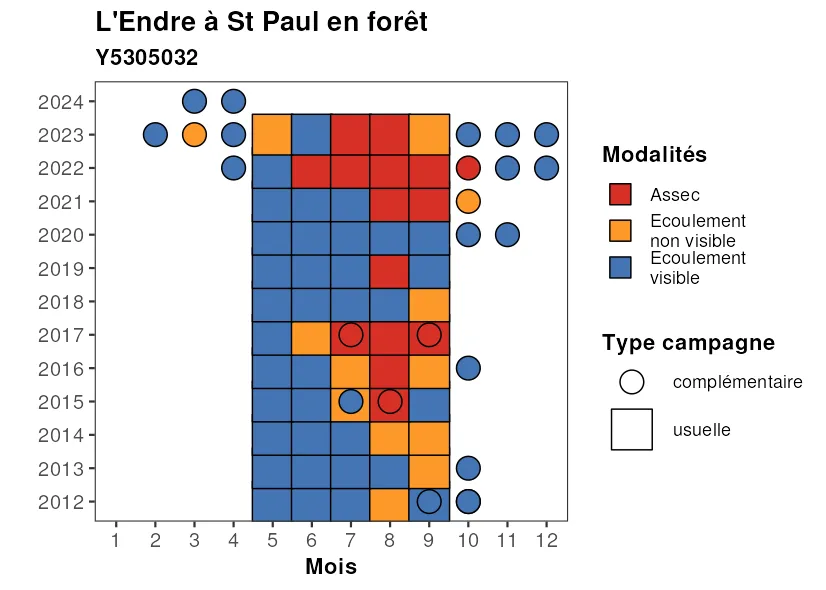 L'Endre à St Paul en forêt
Y5305032
2024
2023
2022
2021
2020
2019
2018
2017
2016
2015
2014
2013
2012
1 2 3 4 5 6 7 8 9 10 11 12
Mois
Modalités
Assec
Ecoulement
non visible
Ecoulement
visible
Type campagne
complémentaire
usuelle